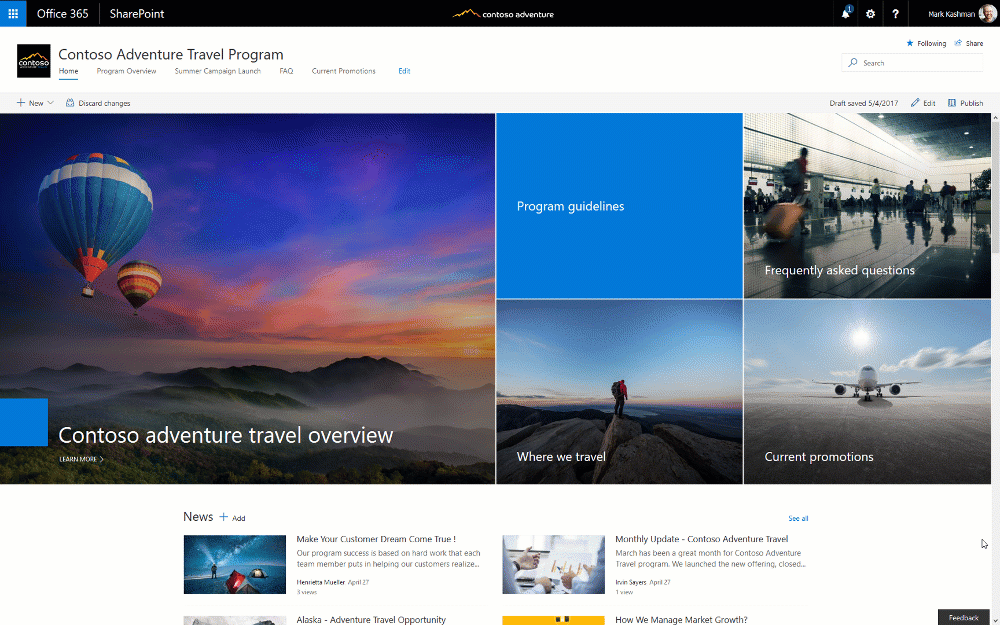 Office 365
SharePoint
contoso adventure
1
?
Mark Kashman
Following
Share
contoso
Contoso Adventure Travel Program
Home
Program Overview
Summer Campaign Launch
FAQ
Current Promotions
Edit
Search
New
Discard changes
Draft saved 5/4/2017
Edit
Publish
Contoso adventure travel overview
LEARN MORE
Program guidelines
Frequently asked questions
Where we travel
Current promotions
News
Add
See all
Make Your Customer Dream Come True !
Our program success is based on hard work that each
team member puts in helping our customers realize...
Henrietta Mueller April 27
3 views
Monthly Update - Contoso Adventure Travel
March has been a great month for Contoso Adventure
Travel program. We launched the new offering, closed...
Irvin Sayers April 27
1 view
Alaska - Adventure Travel Opportunity
How We Manage Market Growth?
Feedback